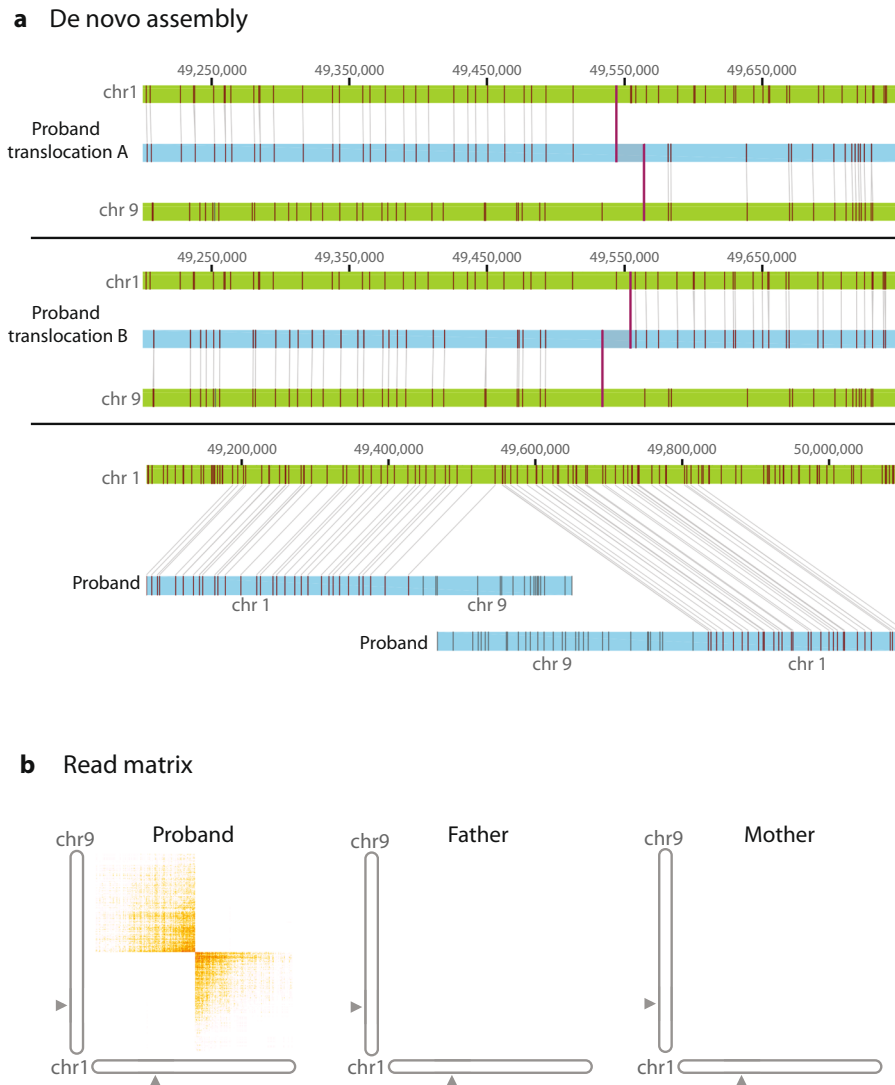 a De novo assembly
49,250,000 49,350,000 49,450,000 49,550,000 49,650,000
chr1
Proband
translocation A
chr 9
49,250,000 49,350,000 49,450,000 49,550,000 49,650,000
chr1
Proband
translocation B
chr 9
49,200,000 49,400,000 49,600,000 49,800,000 50,000,000
chr 1
Proband
chr 1 chr 9
Proband
chr 9 chr 1
b Read matrix
Proband Father Mother
chr9 chr9 chr9
chr1 chr1 chr1